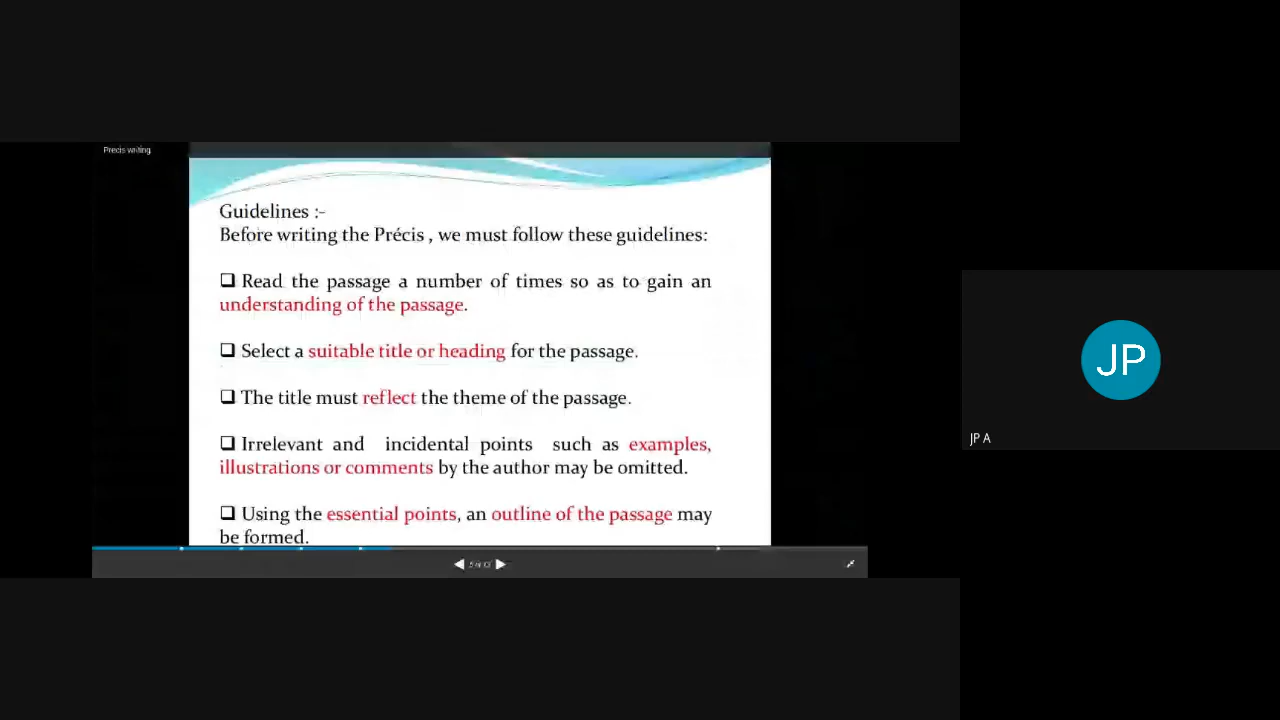 Precis writing
Guidelines :-
Before writing the Précis , we must follow these guidelines:
❑ Read the passage a number of times so as to gain an
understanding of the passage.
❑ Select a suitable title or heading for the passage.
❑ The title must reflect the theme of the passage.
❑ Irrelevant and incidental points such as examples,
illustrations or comments by the author may be omitted.
❑ Using the essential points, an outline of the passage may
be formed.
JP
JP A